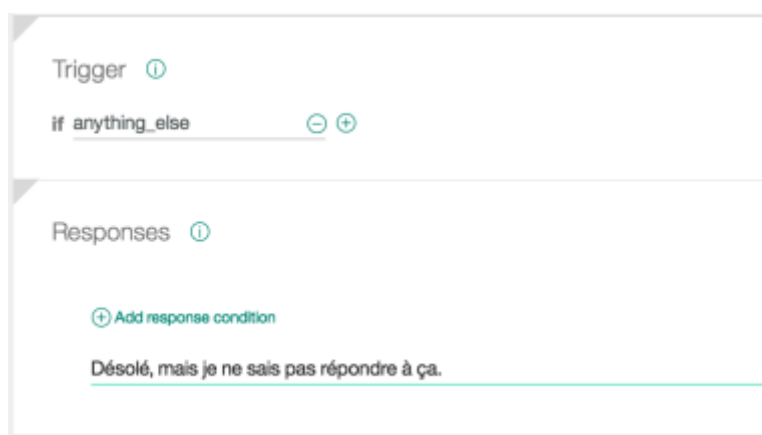 Trigger
if anything_else
Responses
Add response condition
Désolé, mais je ne sais pas répondre à ça.